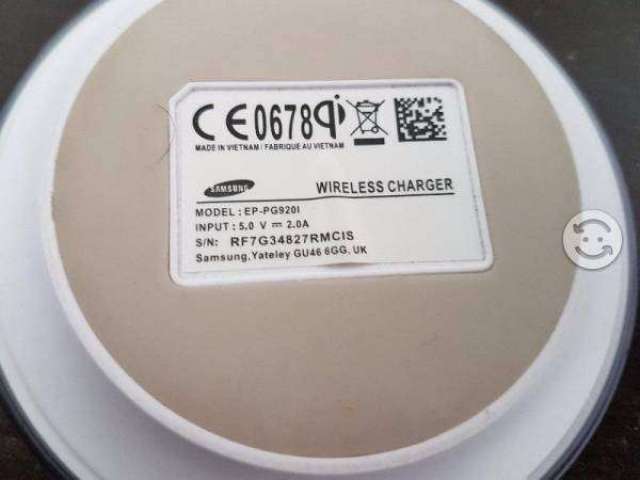 CE0678 qi
MADE IN VIETNAM / FABRIQUE AU VIETNAM
SAMSUNG WIRELESS CHARGER
MODEL : EP-PG920I
INPUT : 5.0 V ⎓ 2.0A
S/N: RF7G34827RMCIS
Samsung.Yateley GU46 6GG. UK